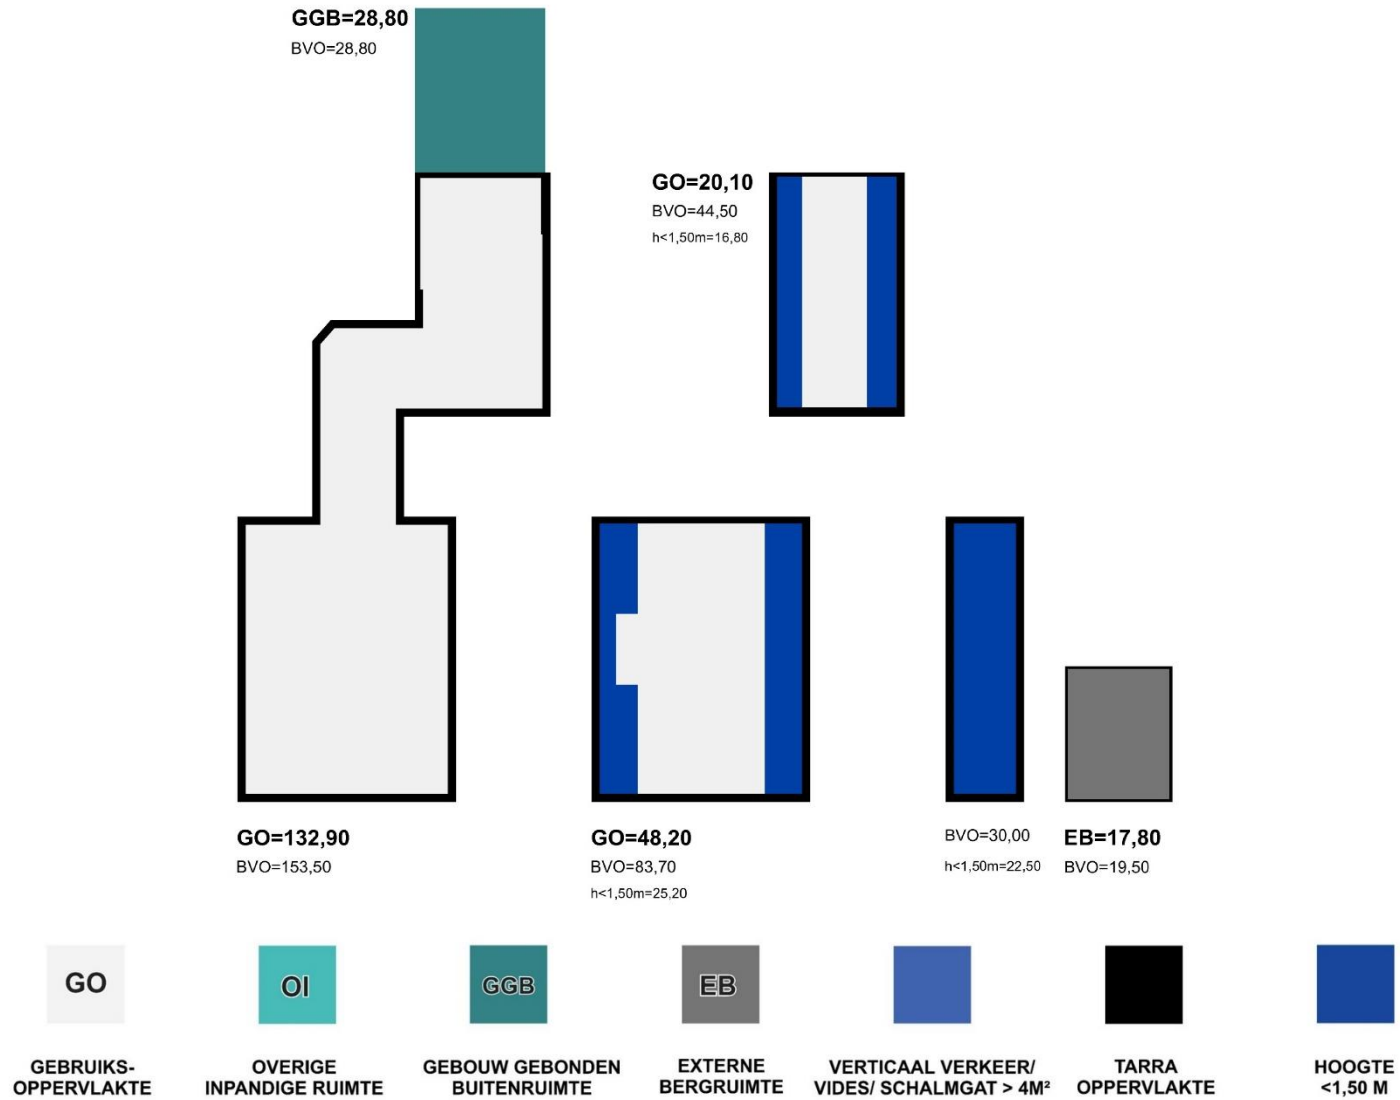 GGB=28,80
BVO=28,80
GO=20,10
BVO=44,50
h<1,50m=16,80
GO=132,90
BVO=153,50
GO=48,20
BVO=83,70
h<1,50m=25,20
BVO=30,00
h<1,50m=22,50
EB=17,80
BVO=19,50
GO
OI
GGB
EB
GEBRUIKS-
OPPERVLAKTE
OVERIGE
INPANDIGE RUIMTE
GEBOUW GEBONDEN
BUITENRUIMTE
EXTERNE
BERGRUIMTE
VERTICAAL VERKEER/
VIDES/ SCHALMGAT > 4M²
TARRA
OPPERVLAKTE
HOOGTE
<1,50 M